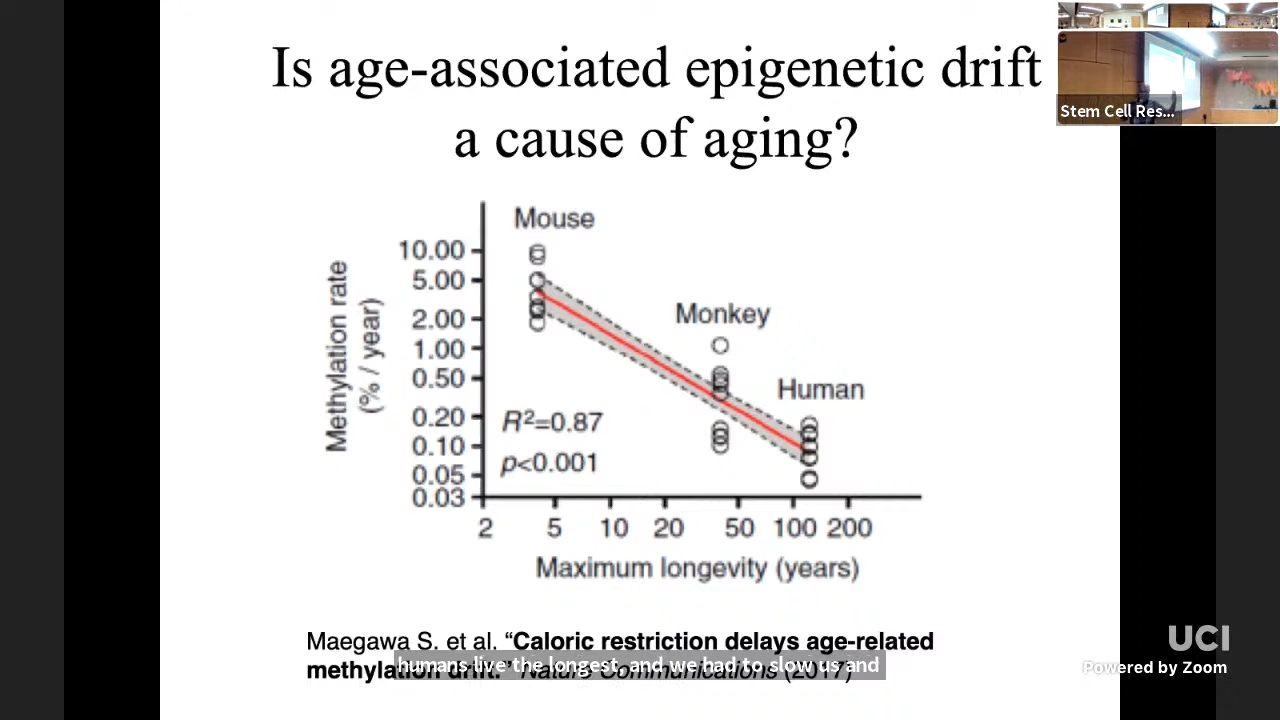 Is age-associated epigenetic drift
a cause of aging?
Stem Cell Res...
Mouse
Monkey
Human
Methylation rate
(% / year)
10.00
5.00
2.00
1.00
0.50
0.20
0.10
0.05
0.03
R²=0.87
p<0.001
2 5 10 20 50 100 200
Maximum longevity (years)
Maegawa S. et al. “Caloric restriction delays age-related
methylation drift.” Nature Communications (2017)
humans live the longest, and we had to slow us and
UCI
Powered by Zoom